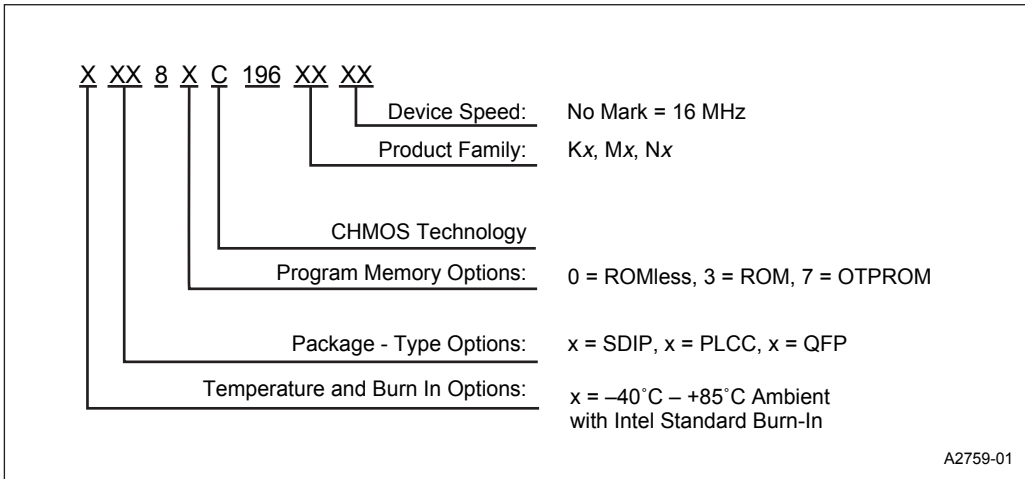 X XX 8 X C 196 XX XX
Device Speed: No Mark = 16 MHz
Product Family: Kx, Mx, Nx
CHMOS Technology
Program Memory Options: 0 = ROMless, 3 = ROM, 7 = OTPROM
Package - Type Options: x = SDIP, x = PLCC, x = QFP
Temperature and Burn In Options: x = –40˚C – +85˚C Ambient
with Intel Standard Burn-In
A2759-01